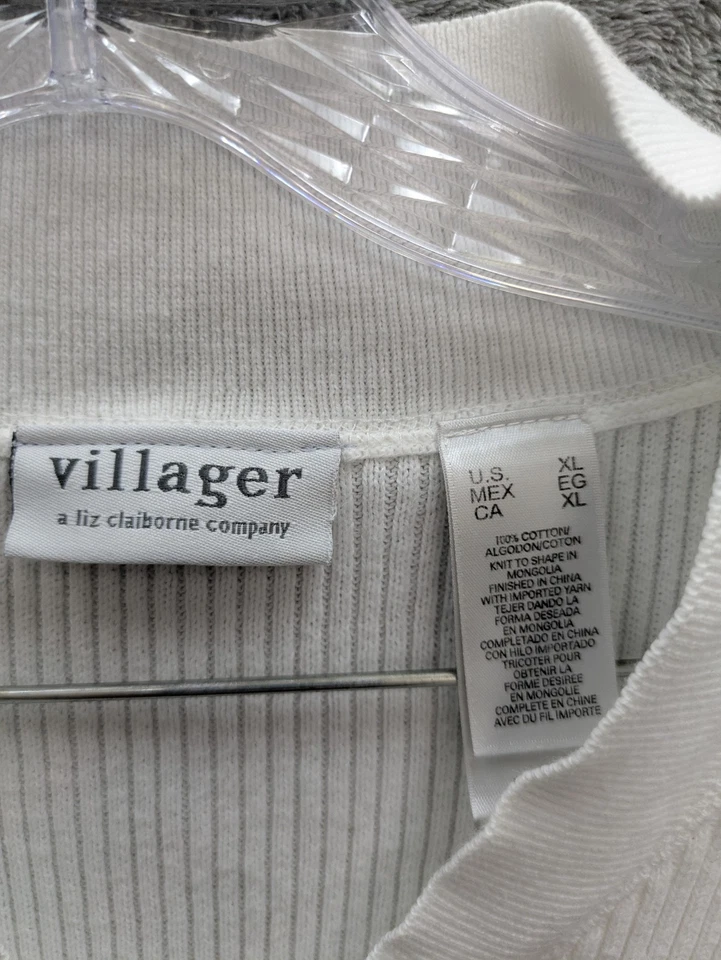 villager
a liz claiborne company
U.S. XL
MEX EG
CA XL
100% COTTON/
ALGODON/COTON
KNIT TO SHAPE IN
MONGOLIA
FINISHED IN CHINA
WITH IMPORTED YARN
TEJER DANDO LA
FORMA DESEADA
EN MONGOLIA
COMPLETADO EN CHINA
CON HILO IMPORTADO
TRICOTER POUR
OBTENIR LA
FORME DESIREE
EN MONGOLIE
COMPLETE EN CHINE
AVEC DU FIL IMPORTE